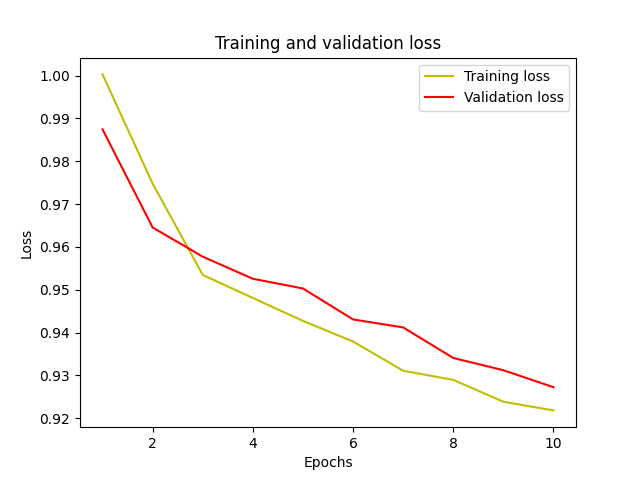 Training and validation loss
Training loss
Validation loss
1.00
0.99
0.98
0.97
0.96
0.95
0.94
0.93
0.92
Loss
2
4
6
8
10
Epochs